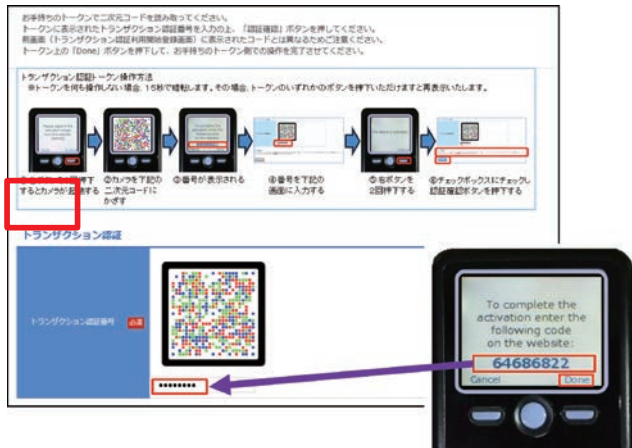 お手持ちのトークンで二次元コードを読み取ってください。
トークンに表示されたトランザクション認証番号を入力の上、「認証確認」ボタンを押してください。
前画面（トランザクション認証利用開始登録画面）に表示されたコードとは異なるためご注意ください。
トークン上の「Done」ボタンを押下して、お手持ちのトークン側での操作を完了させてください。
トランザクション認証トークン操作方法
※トークンを何も操作しない場合、15秒で暗転します。その場合、トークンのいずれかのボタンを押下いただけますと再表示いたします。
押下
するとカメラが起動する
②カメラを下記の
二次元コードに
かざす
③番号が表示される
④番号を下記の
画面に入力する
⑤右ボタンを
2回押下する
⑥チェックボックスにチェックし
認証確認ボタンを押下する
トランザクション認証
トランザクション認証番号 必須
••••••••
To complete the
activation enter the
following code
on the website:
64686822
Cancel Done